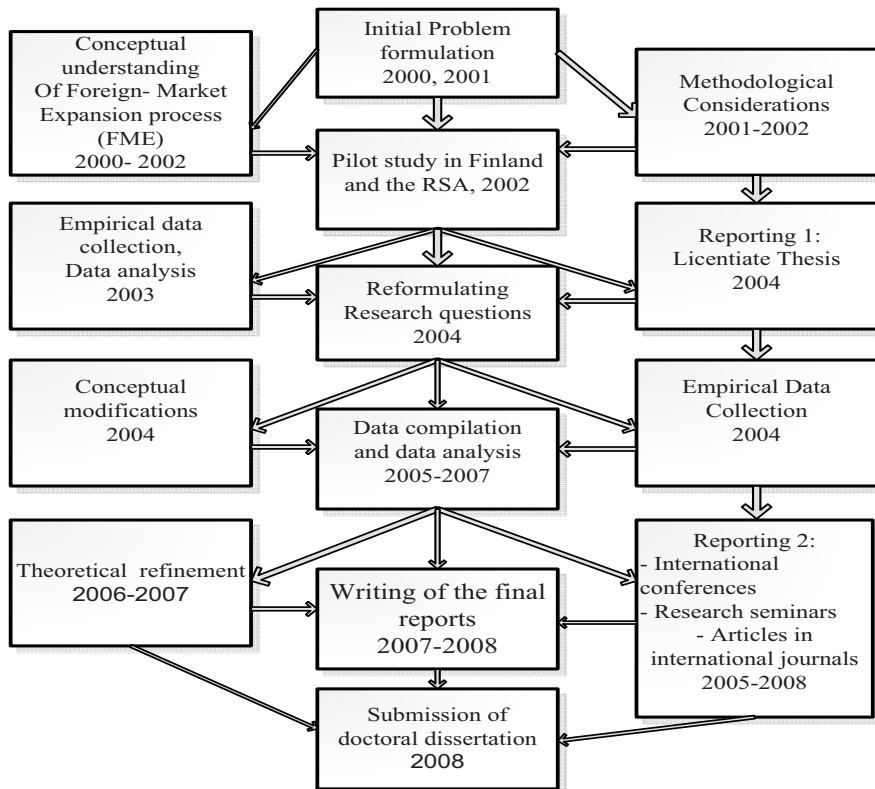 Conceptual
understanding
Of Foreign- Market
Expansion process
(FME)
2000- 2002
Initial Problem
formulation
2000, 2001
Methodological
Considerations
2001-2002
Pilot study in Finland
and the RSA, 2002
Empirical data
collection,
Data analysis
2003
Reformulating
Research questions
2004
Reporting 1:
Licentiate Thesis
2004
Conceptual
modifications
2004
Data compilation
and data analysis
2005-2007
Empirical Data
Collection
2004
Theoretical refinement
2006-2007
Writing of the final
reports
2007-2008
Reporting 2:
- International
conferences
- Research seminars
- Articles in
international journals
2005-2008
Submission of
doctoral dissertation
2008